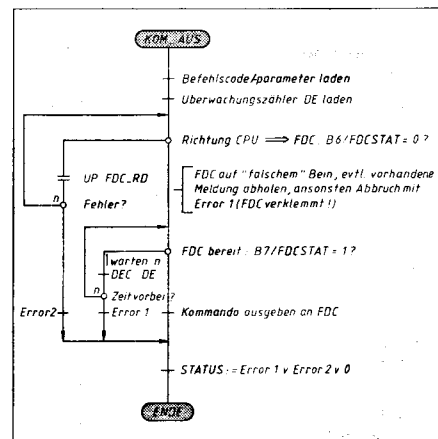 KOM_AUS
Befehlscode/parameter laden
Überwachungszähler DE laden
Richtung CPU ⟹ FDC: B6/FDCSTAT = 0?
UP FDC_RD
FDC auf "falschem" Bein, evtl. vorhandene
Meldung abholen, ansonsten Abbruch mit
Error 1 (FDC verklemmt!)
n
Fehler?
FDC bereit: B7/FDCSTAT = 1?
warten n
DEC DE
n
Zeit vorbei?
Error2
Error 1
Kommando ausgeben an FDC
STATUS := Error 1 v Error 2 v 0
ENDE